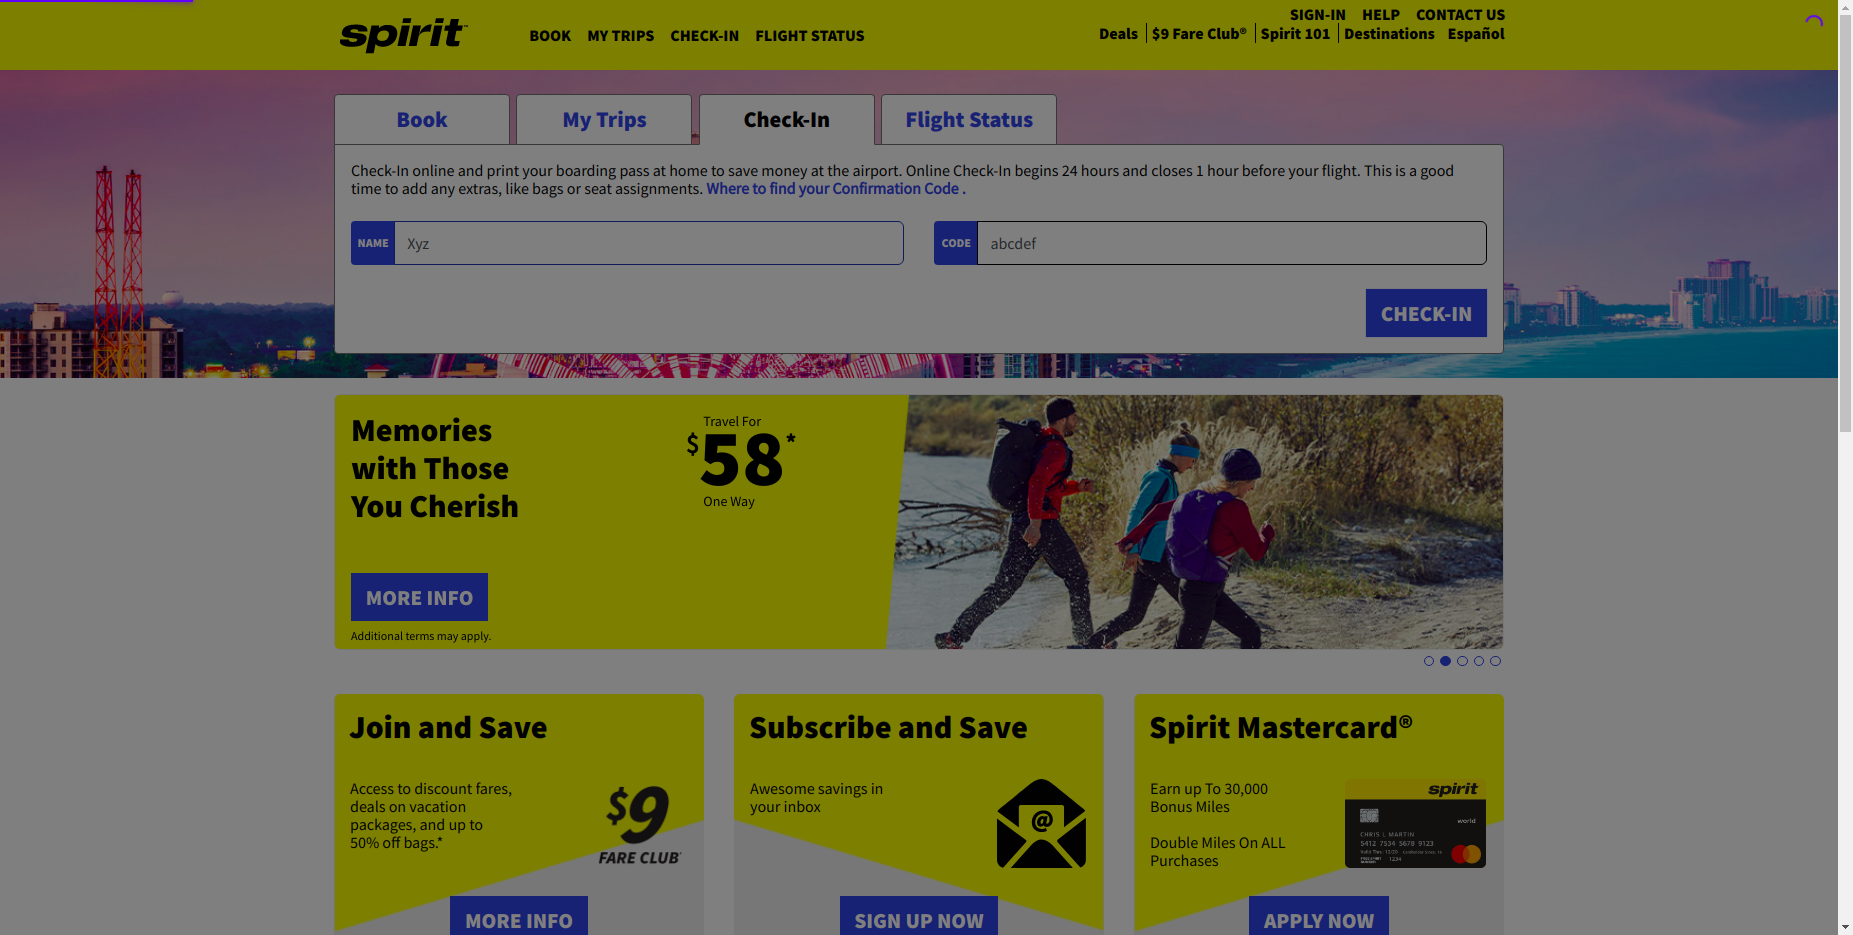 spirit
BOOK MY TRIPS CHECK-IN FLIGHT STATUS
SIGN-IN HELP CONTACT US
Deals $9 Fare Club® Spirit 101 Destinations Español
Book
My Trips
Check-In
Flight Status
Check-In online and print your boarding pass at home to save money at the airport. Online Check-In begins 24 hours and closes 1 hour before your flight. This is a good
time to add any extras, like bags or seat assignments. Where to find your Confirmation Code .
NAME Xyz
CODE abcdef
CHECK-IN
Memories
with Those
You Cherish
Travel For
$58*
One Way
MORE INFO
Additional terms may apply.
Join and Save
Access to discount fares,
deals on vacation
packages, and up to
50% off bags.*
$9
FARE CLUB
MORE INFO
Subscribe and Save
Awesome savings in
your inbox
@
SIGN UP NOW
Spirit Mastercard®
Earn up To 30,000
Bonus Miles
Double Miles On ALL
Purchases
spirit
world
CHRIS L MARTIN
5412 7534 5678 9123
1234
APPLY NOW